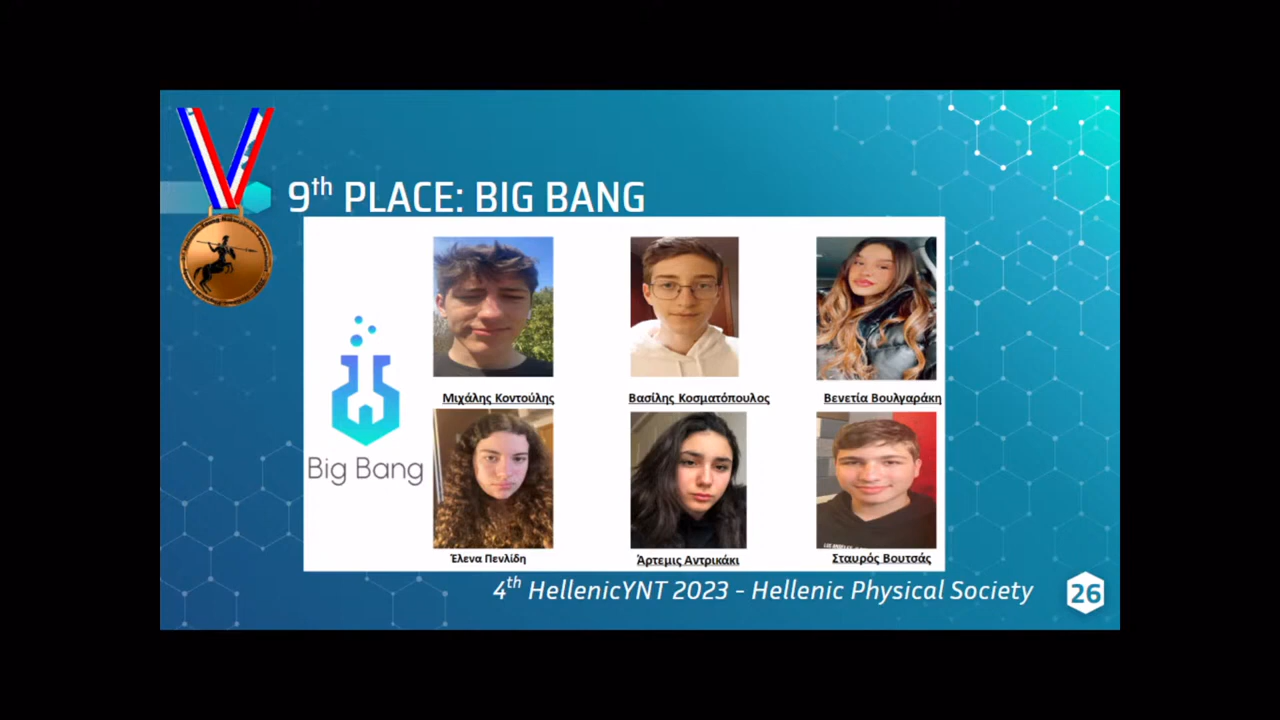 9th PLACE: BIG BANG
Μιχάλης Κοντούλης
Βασίλης Κοσματόπουλος
Βενετία Βουλγαράκη
Big Bang
Έλενα Πενλίδη
Άρτεμις Αντρικάκι
Σταυρός Βουτσάς
4th HellenicYNT 2023 - Hellenic Physical Society
26